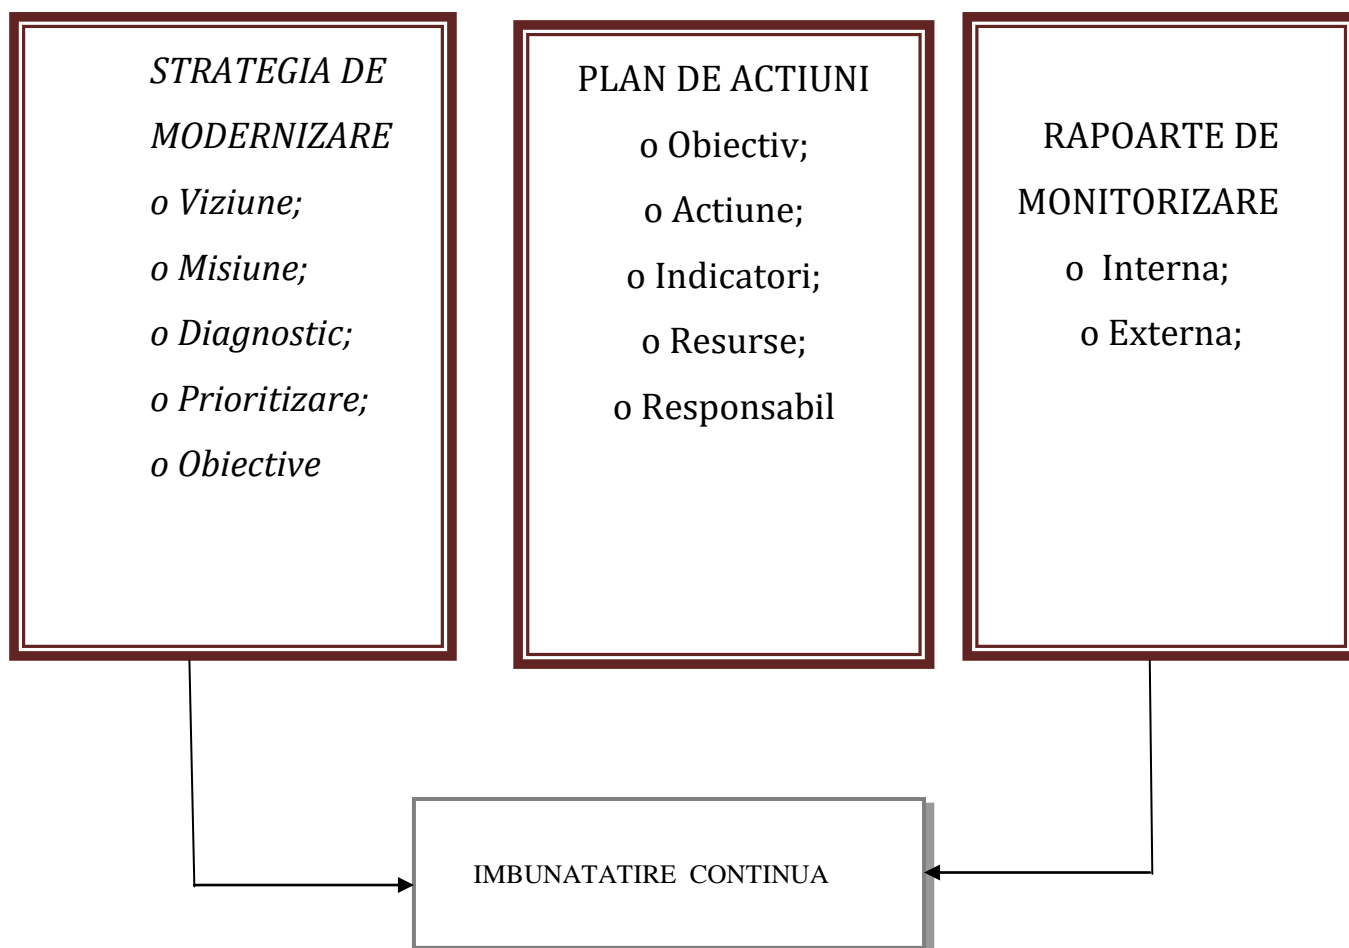 STRATEGIA DE
MODERNIZARE
o Viziune;
o Misiune;
o Diagnostic;
o Prioritizare;
o Obiective
PLAN DE ACTIUNI
o Obiectiv;
o Actiune;
o Indicatori;
o Resurse;
o Responsabil
RAPOARTE DE
MONITORIZARE
o Interna;
o Externa;
IMBUNATATIRE CONTINUA